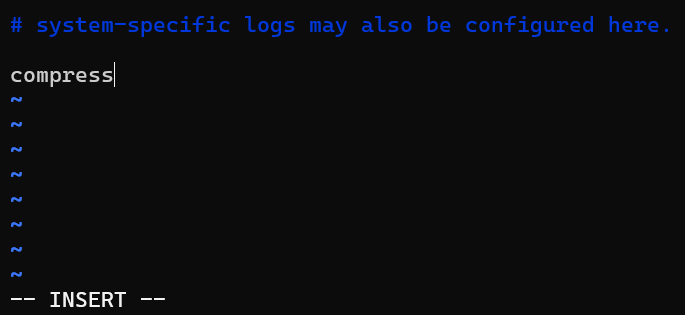 # system-specific logs may also be configured here.
compress
~
~
~
~
~
~
~
~
-- INSERT --